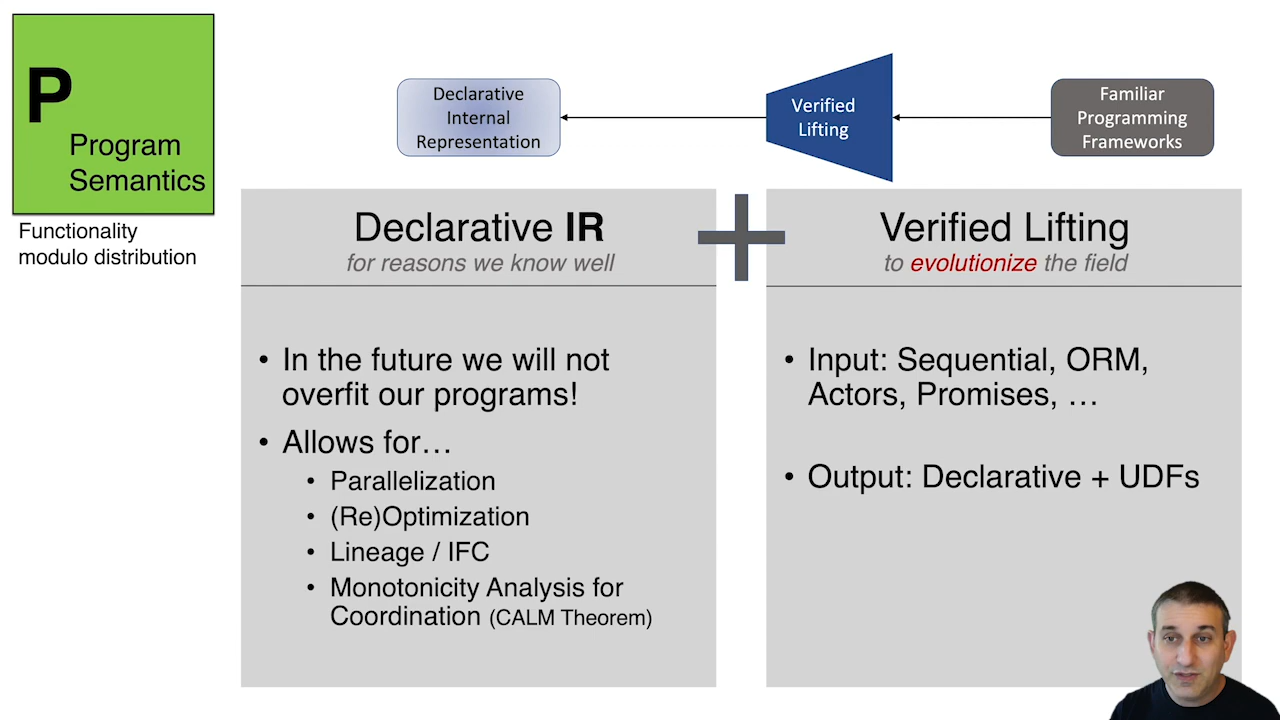 P
Program
Semantics
Functionality
modulo distribution
Declarative
Internal
Representation
Verified
Lifting
Familiar
Programming
Frameworks
Declarative IR
for reasons we know well
• In the future we will not
overfit our programs!
• Allows for…
• Parallelization
• (Re)Optimization
• Lineage / IFC
• Monotonicity Analysis for
Coordination (CALM Theorem)
+
Verified Lifting
to evolutionize the field
• Input: Sequential, ORM,
Actors, Promises, …
• Output: Declarative + UDFs